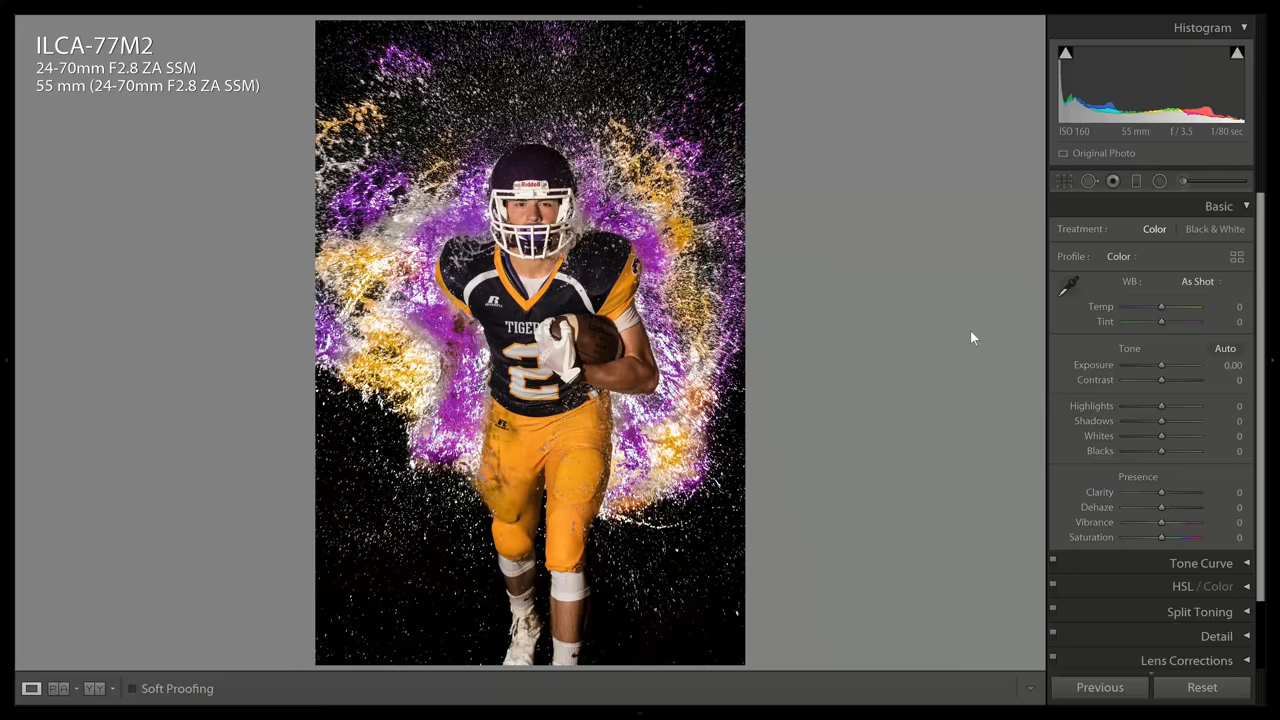 ILCA-77M2
24-70mm F2.8 ZA SSM
55 mm (24-70mm F2.8 ZA SSM)
Riddell
R
TIGER
2
Soft Proofing
Histogram
ISO 160 55 mm f / 3.5 1/80 sec
Original Photo
Basic
Treatment : Color Black & White
Profile : Color
WB : As Shot
Temp 0
Tint 0
Tone Auto
Exposure 0.00
Contrast 0
Highlights 0
Shadows 0
Whites 0
Blacks 0
Presence
Clarity 0
Dehaze 0
Vibrance 0
Saturation 0
Tone Curve
HSL / Color
Split Toning
Detail
Lens Corrections
Previous Reset